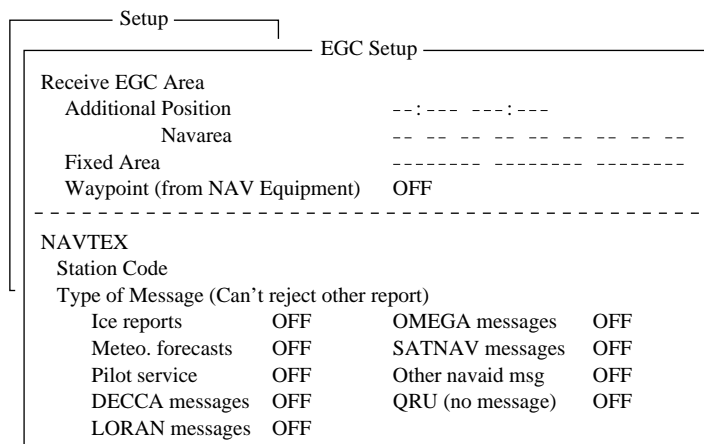 Setup
EGC Setup
Receive EGC Area
Additional Position --:--- ---:---
Navarea -- -- -- -- -- -- -- -- --
Fixed Area -------- -------- --------
Waypoint (from NAV Equipment) OFF
NAVTEX
Station Code
Type of Message (Can't reject other report)
Ice reports OFF OMEGA messages OFF
Meteo. forecasts OFF SATNAV messages OFF
Pilot service OFF Other navaid msg OFF
DECCA messages OFF QRU (no message) OFF
LORAN messages OFF